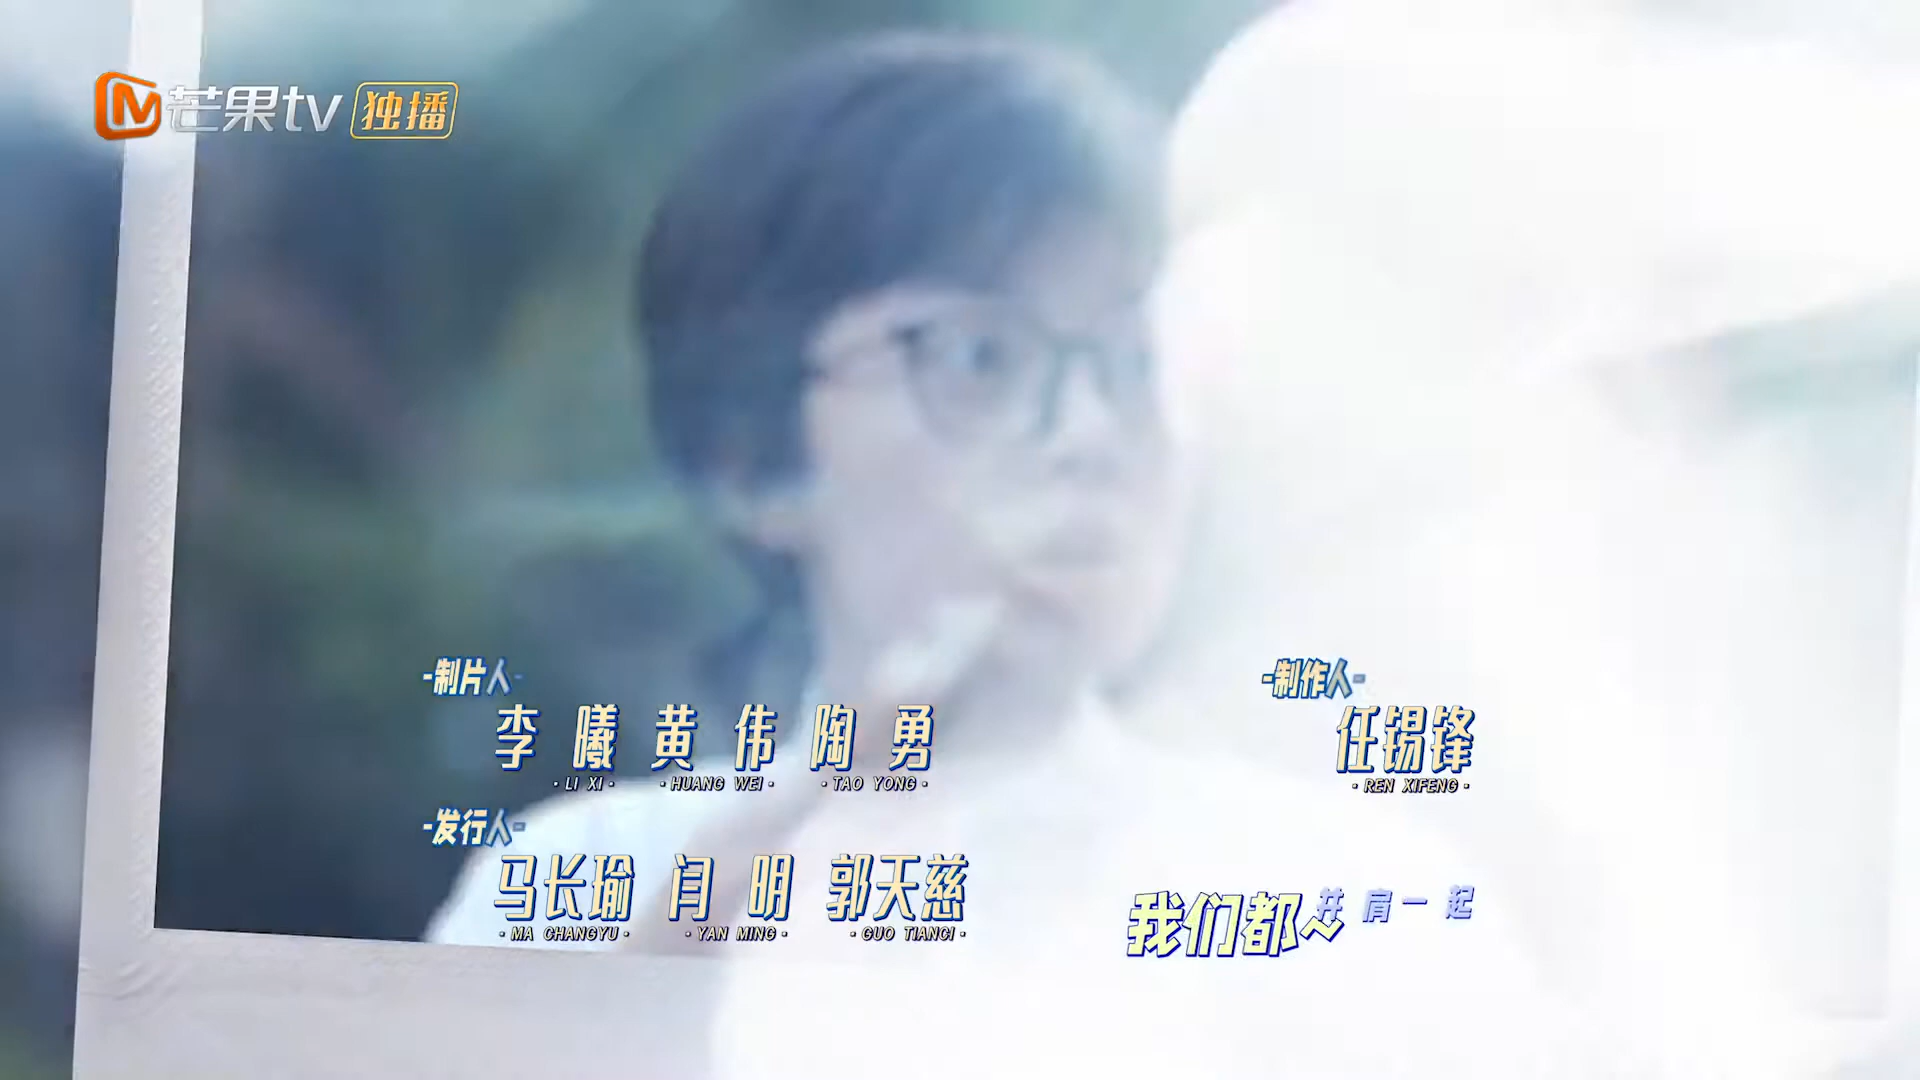 芒果tv 独播
-制片人-
李曦 黄伟 陶勇
·LI XI· ·HUANG WEI· ·TAO YONG·
-发行人-
马长瑜 闫明 郭天慈
·MA CHANGYU· ·YAN MING· ·GUO TIANCI·
-制作人-
任锡锋
·REN XIFENG·
我们都~并肩一起